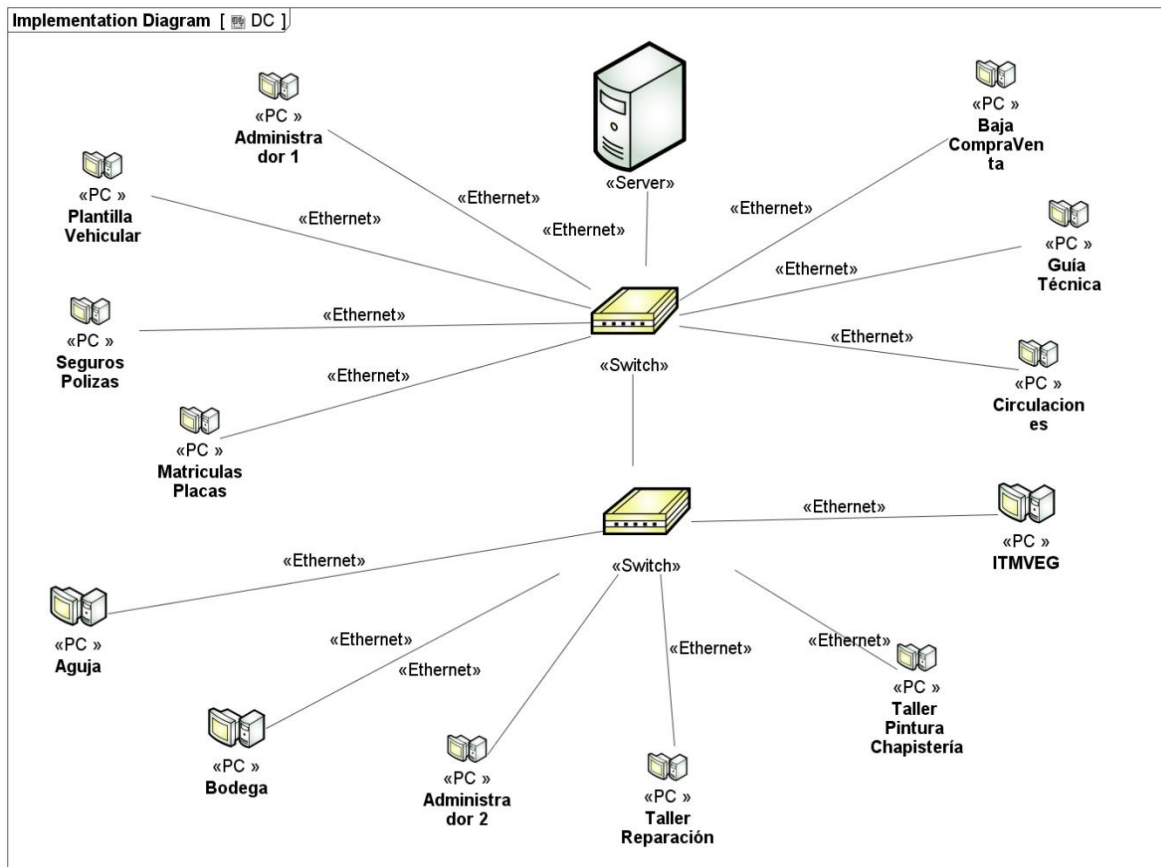 Implementation Diagram [ DC ]
«PC »
Administra
dor 1
«Server»
«PC »
Baja
CompraVen
ta
«PC »
Plantilla
Vehicular
«Ethernet»
«Ethernet»
«Ethernet»
«Ethernet»
«PC »
Guía
Técnica
«Ethernet»
«PC »
Seguros
Polizas
«Ethernet»
«Ethernet»
«Switch»
«PC »
Circulacion
es
«Ethernet»
«PC »
Matriculas
Placas
«Ethernet»
«PC »
ITMVEG
«Ethernet»
«Switch»
«PC »
Aguja
«Ethernet»
«Ethernet»
«Ethernet»
«Ethernet»
«PC »
Taller
Pintura
Chapistería
«PC »
Bodega
«PC »
Administra
dor 2
«PC »
Taller
Reparación